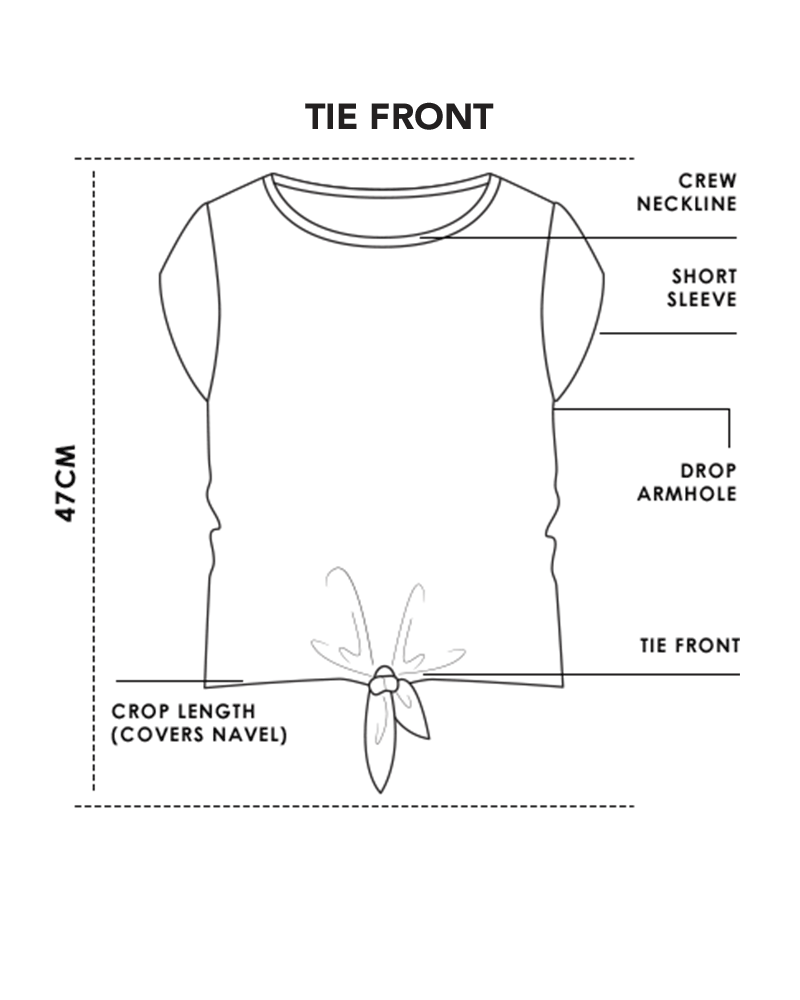 TIE FRONT
CREW
NECKLINE
SHORT
SLEEVE
47CM
DROP
ARMHOLE
TIE FRONT
CROP LENGTH
(COVERS NAVEL)